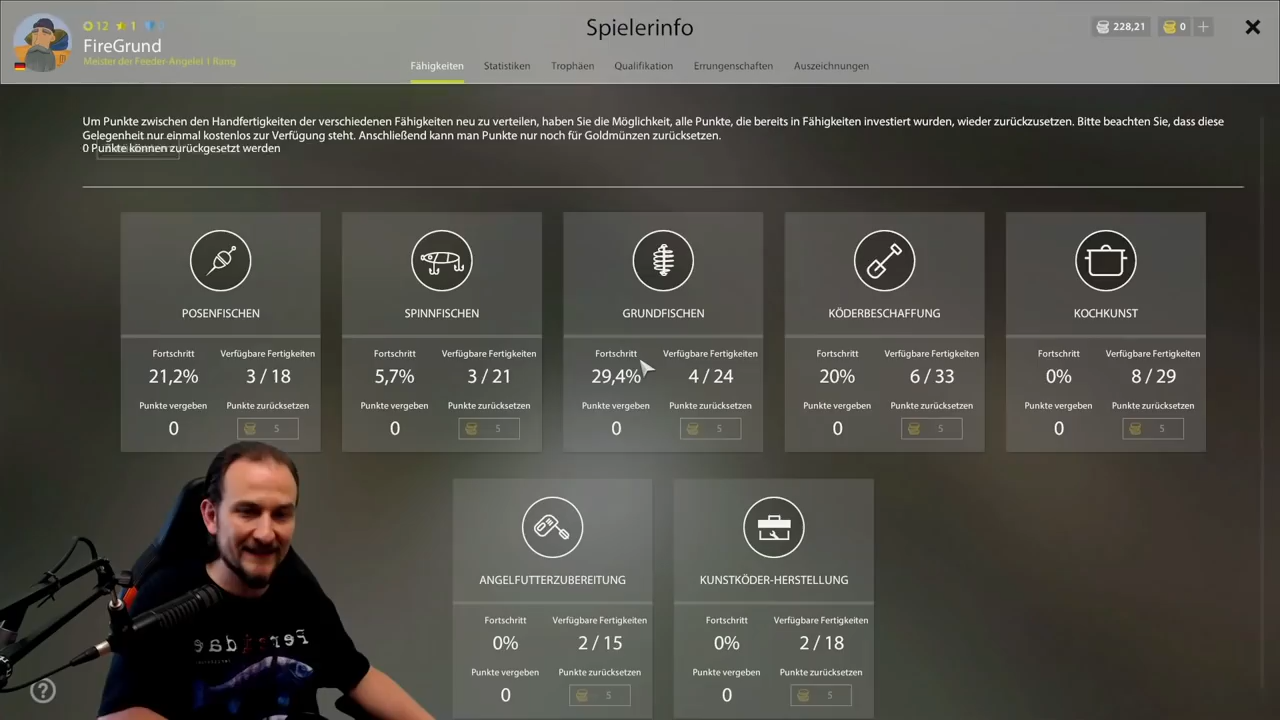 12 1
FireGrund
Meister der Feeder-Angelei I Rang
Spielerinfo
228,21 0 +
Fähigkeiten Statistiken Trophäen Qualifikation Errungenschaften Auszeichnungen
Um Punkte zwischen den Handfertigkeiten der verschiedenen Fähigkeiten neu zu verteilen, haben Sie die Möglichkeit, alle Punkte, die bereits in Fähigkeiten investiert wurden, wieder zurückzusetzen. Bitte beachten Sie, dass diese
Gelegenheit nur einmal kostenlos zur Verfügung steht. Anschließend kann man Punkte nur noch für Goldmünzen zurücksetzen.
0 Punkte können zurückgesetzt werden
POSENFISCHEN
Fortschritt Verfügbare Fertigkeiten
21,2% 3 / 18
Punkte vergeben Punkte zurücksetzen
0 5
SPINNFISCHEN
Fortschritt Verfügbare Fertigkeiten
5,7% 3 / 21
Punkte vergeben Punkte zurücksetzen
0 5
GRUNDFISCHEN
Fortschritt Verfügbare Fertigkeiten
29,4% 4 / 24
Punkte vergeben Punkte zurücksetzen
0 5
KÖDERBESCHAFFUNG
Fortschritt Verfügbare Fertigkeiten
20% 6 / 33
Punkte vergeben Punkte zurücksetzen
0 5
KOCHKUNST
Fortschritt Verfügbare Fertigkeiten
0% 8 / 29
Punkte vergeben Punkte zurücksetzen
0 5
ANGELFUTTERZUBEREITUNG
Fortschritt Verfügbare Fertigkeiten
0% 2 / 15
Punkte vergeben Punkte zurücksetzen
0 5
KUNSTKÖDER-HERSTELLUNG
Fortschritt Verfügbare Fertigkeiten
0% 2 / 18
Punkte vergeben Punkte zurücksetzen
0 5
?